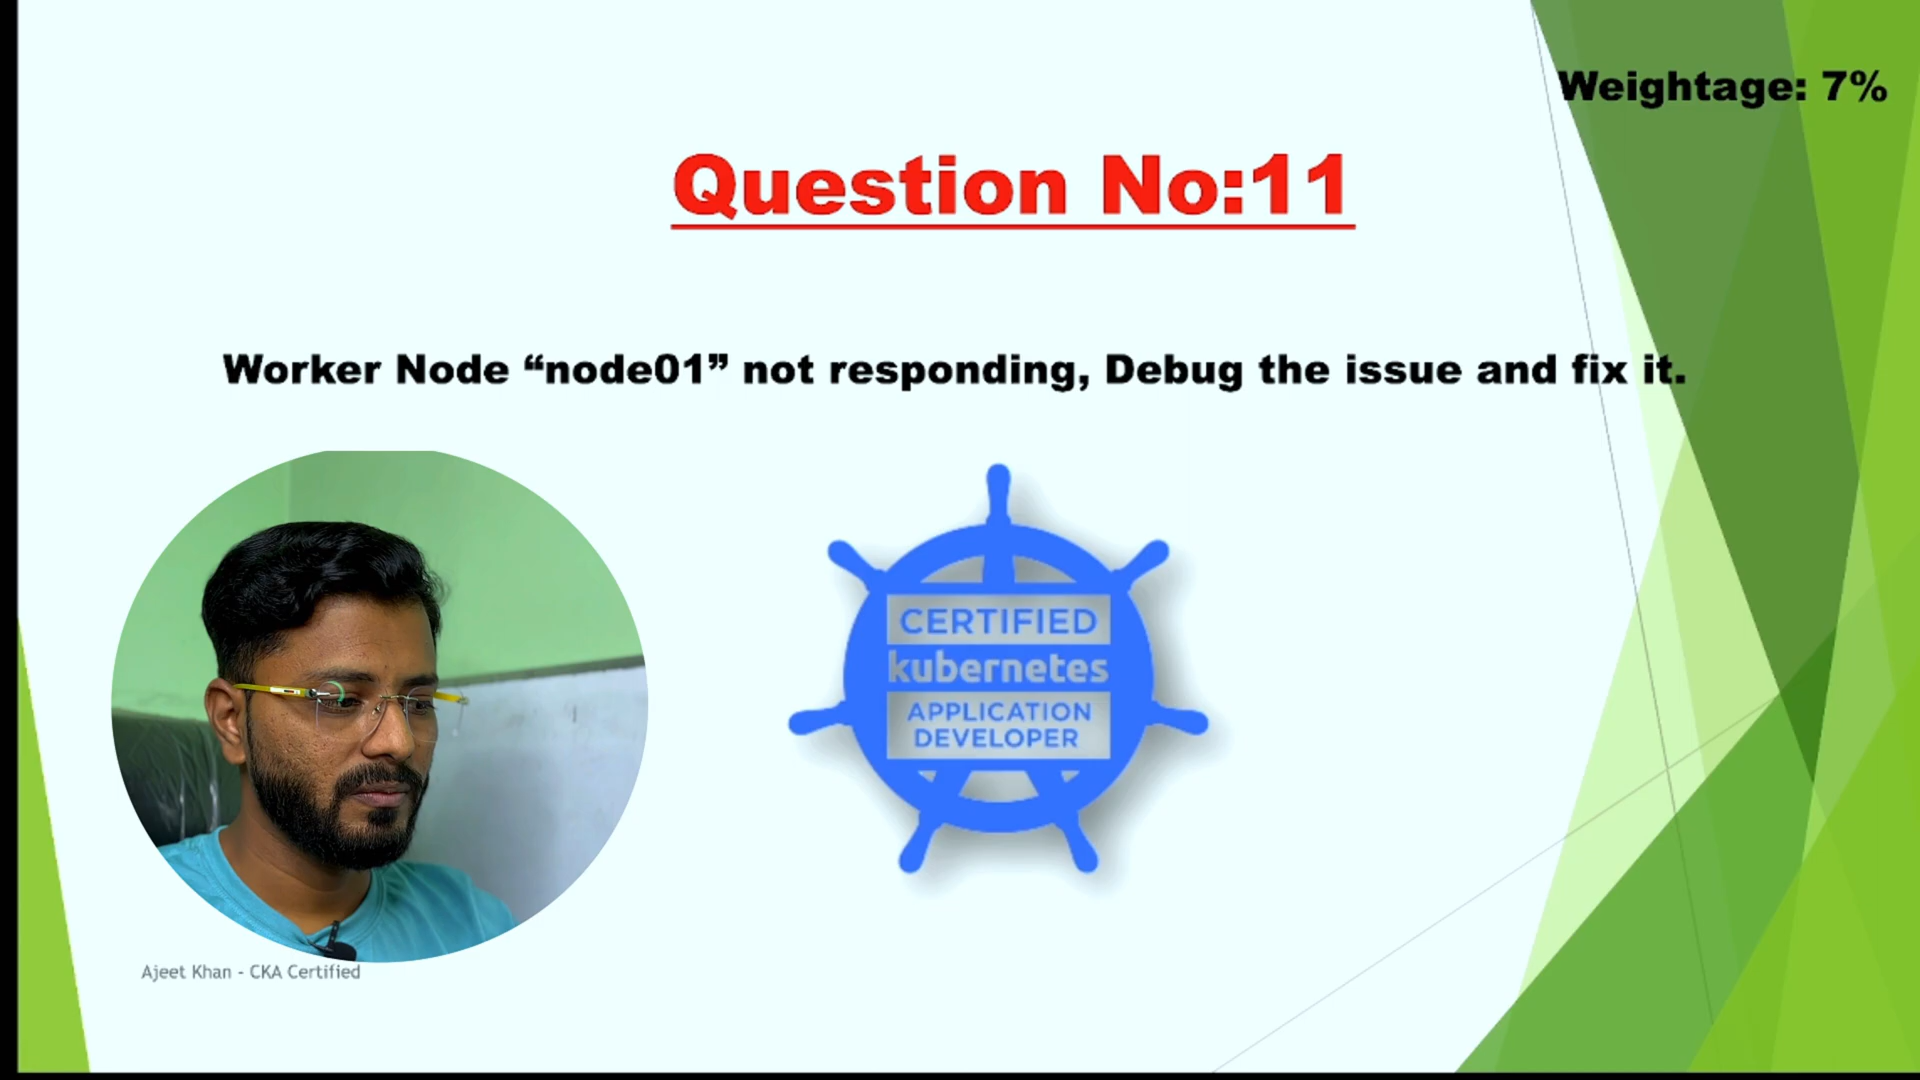 Weightage: 7%
Question No:11
Worker Node “node01” not responding, Debug the issue and fix it.
CERTIFIED
kubernetes
APPLICATION
DEVELOPER
Ajeet Khan - CKA Certified